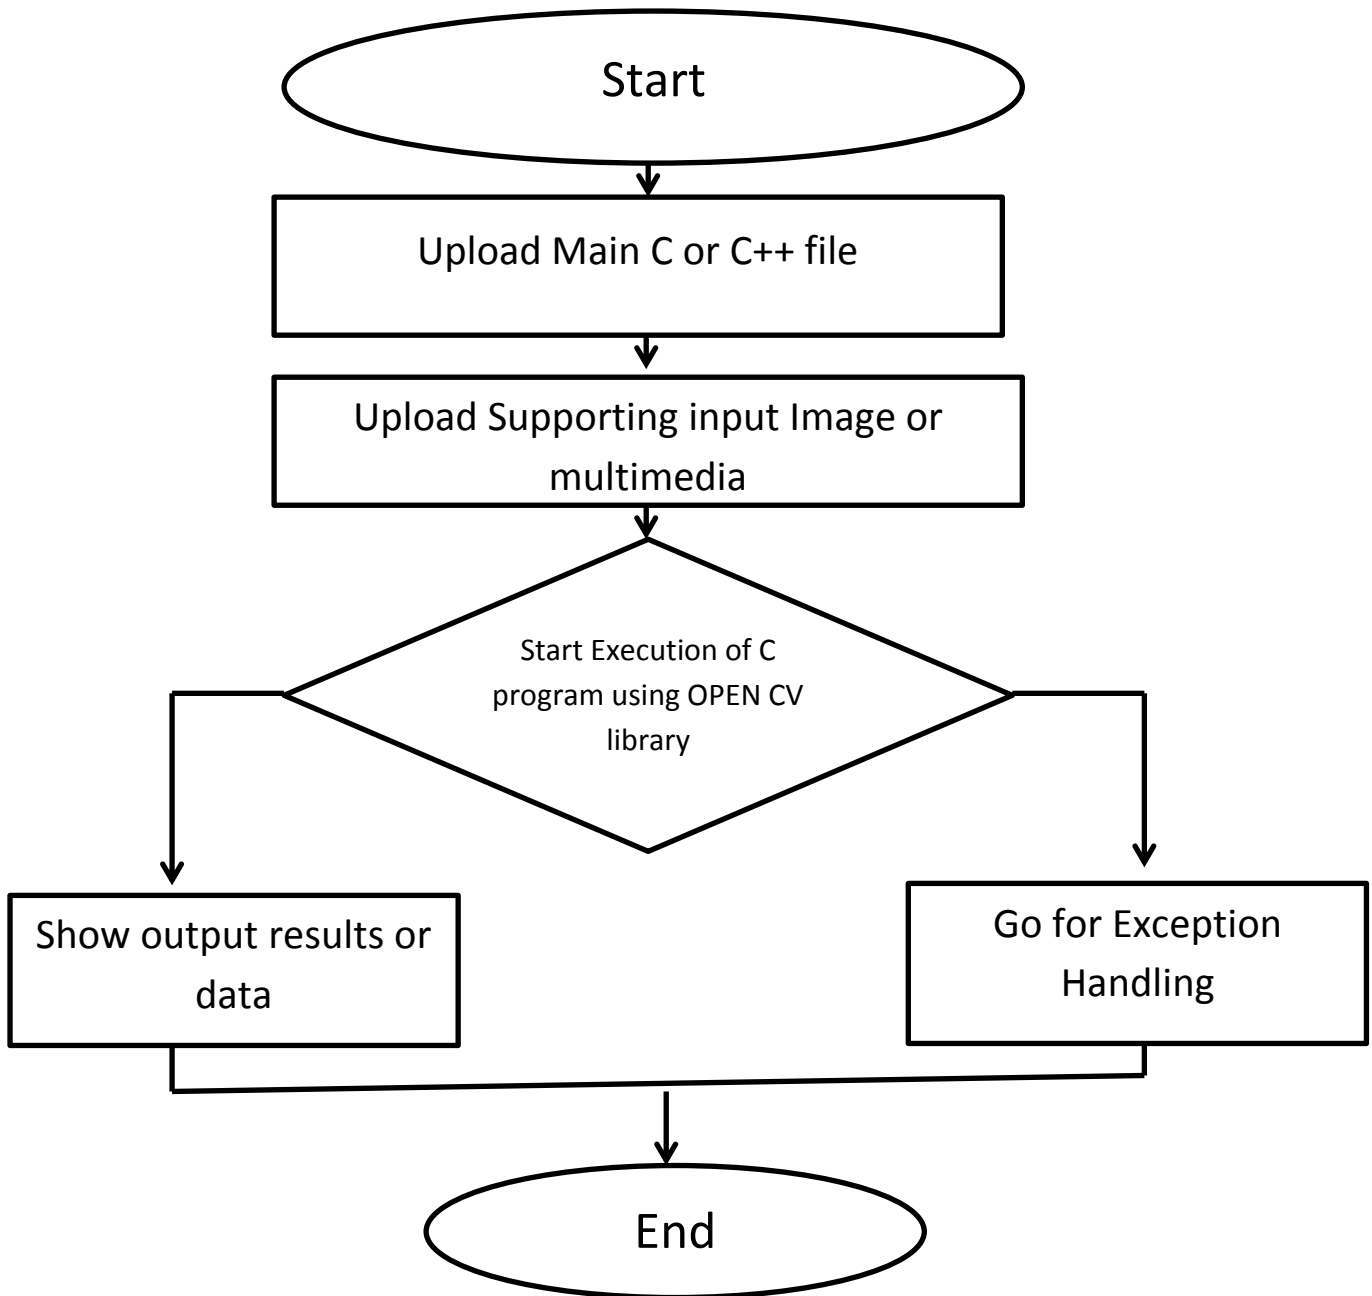 Start
Upload Main C or C++ file
Upload Supporting input Image or
multimedia
Start Execution of C
program using OPEN CV
library
Show output results or
data
Go for Exception
Handling
End